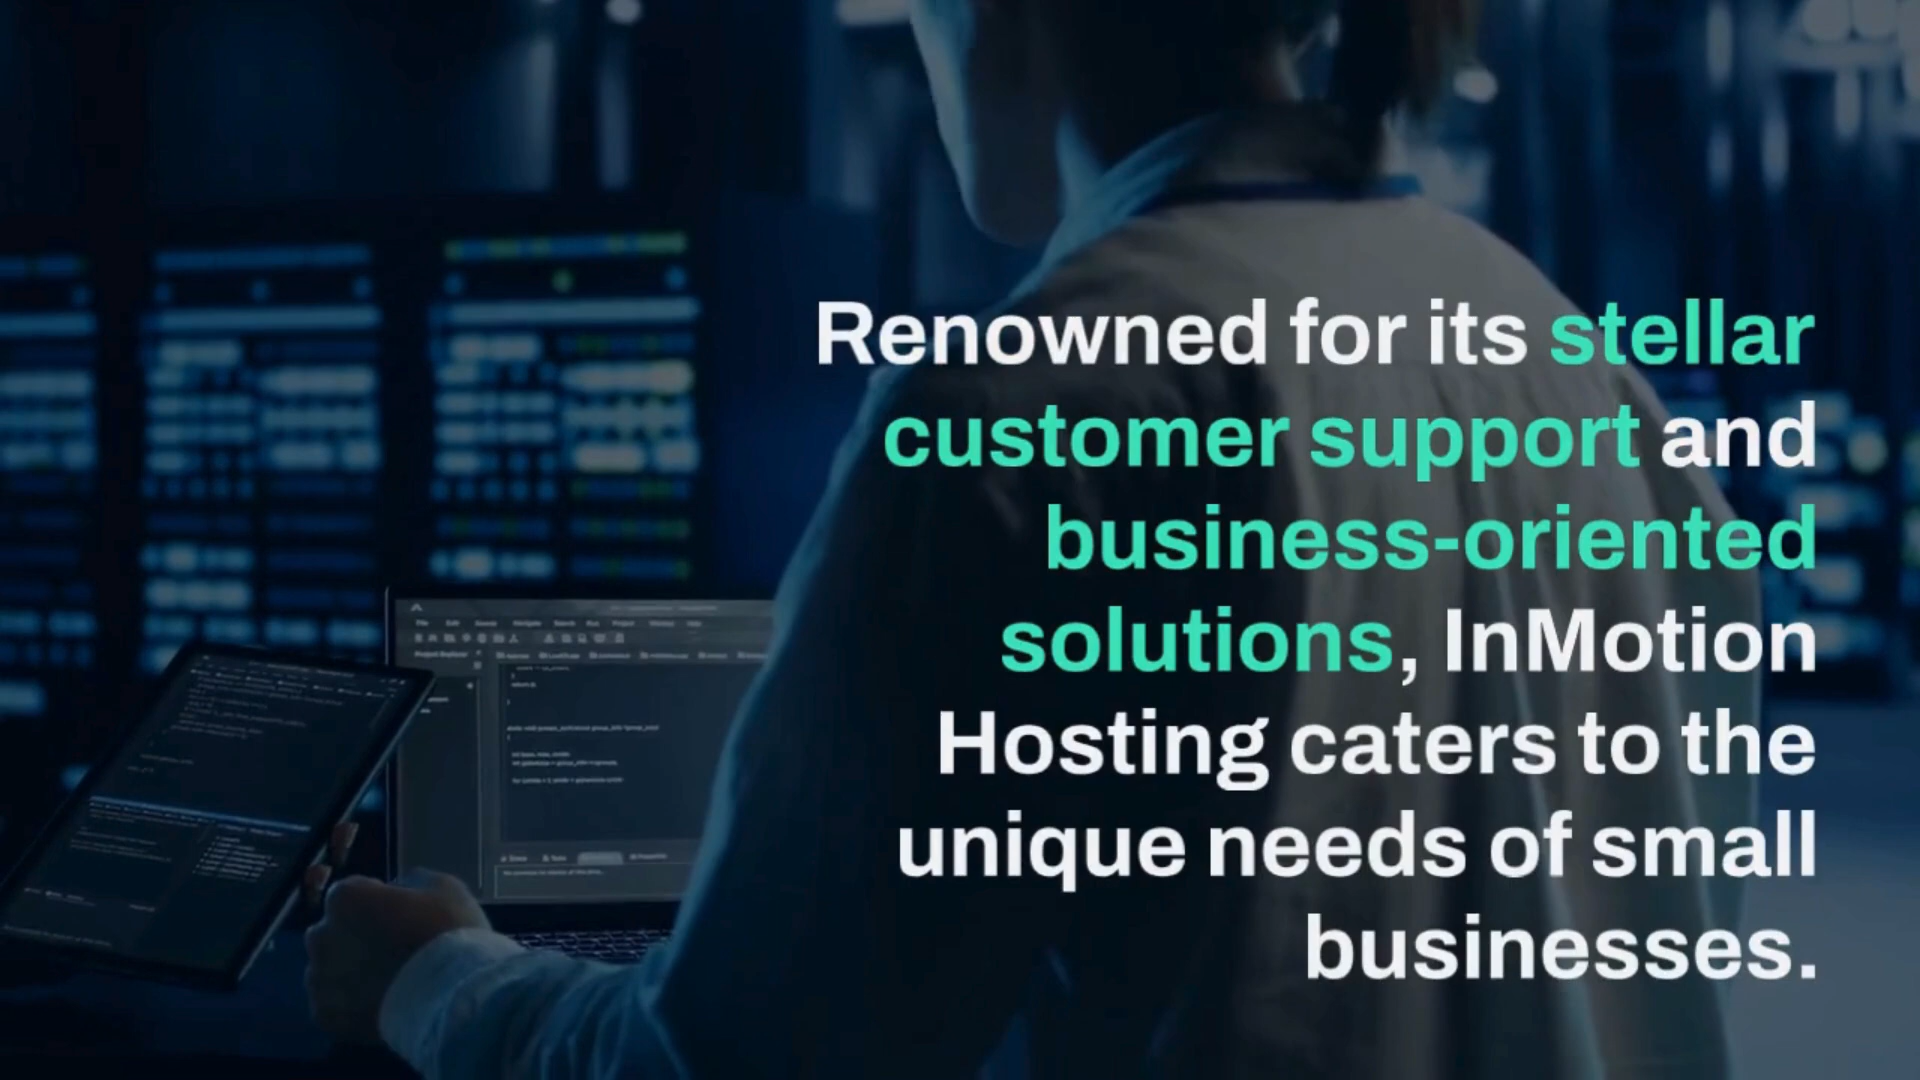 Renowned for its stellar
customer support and
business-oriented
solutions, InMotion
Hosting caters to the
unique needs of small
businesses.